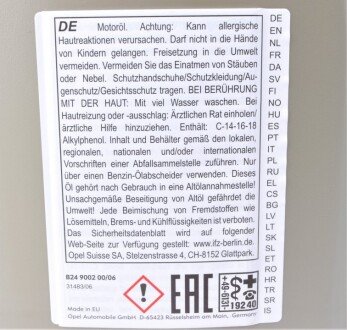 DE Motoröl. Achtung: Kann allergische
Hautreaktionen verursachen. Darf nicht in die Hände
von Kindern gelangen. Freisetzung in die Umwelt
vermeiden. Vermeiden Sie das Einatmen von Stäuben
oder Nebel. Schutzhandschuhe/Schutzkleidung/Au-
genschutz/Gesichtsschutz tragen. BEI BERÜHRUNG
MIT DER HAUT: Mit viel Wasser waschen. Bei
Hautreizung oder -ausschlag: Ärztlichen Rat einholen/
ärztliche Hilfe hinzuziehen. Enthält: C-14-16-18
Alkylphenol. Inhalt und Behälter gemäß den lokalen,
regionalen, nationalen und/oder internationalen
Vorschriften einer Abfallsammelstelle zuführen. Nur
über einen Benzin-Ölabscheider verwenden. Dieses
Öl gehört nach Gebrauch in eine Altölannahmestelle!
Unsachgemäße Beseitigung von Altöl gefährdet die
Umwelt! Jede Beimischung von Fremdstoffen wie
Lösemitteln, Brems- und Kühlflüssigkeiten ist verboten.
Das Sicherheitsdatenblatt wird auf folgender
Web-Seite zur Verfügung gestellt: www.ifz-berlin.de.
Opel Suisse SA, Stelzenstrasse 4, CH-8152 Glattpark.
DE
EN
NL
FR
DA
SV
FI
NO
HU
ES
PT
IT
PL
RU
EL
CS
BG
LV
LT
SK
SL
ET
RO
HR
TR
SR
IS
B24 9002 00/06
31483/06
Made in EU
Opel Automobile GmbH D-65423 Rüsselsheim am Main, Germany
EAC
+49-6131-
19240